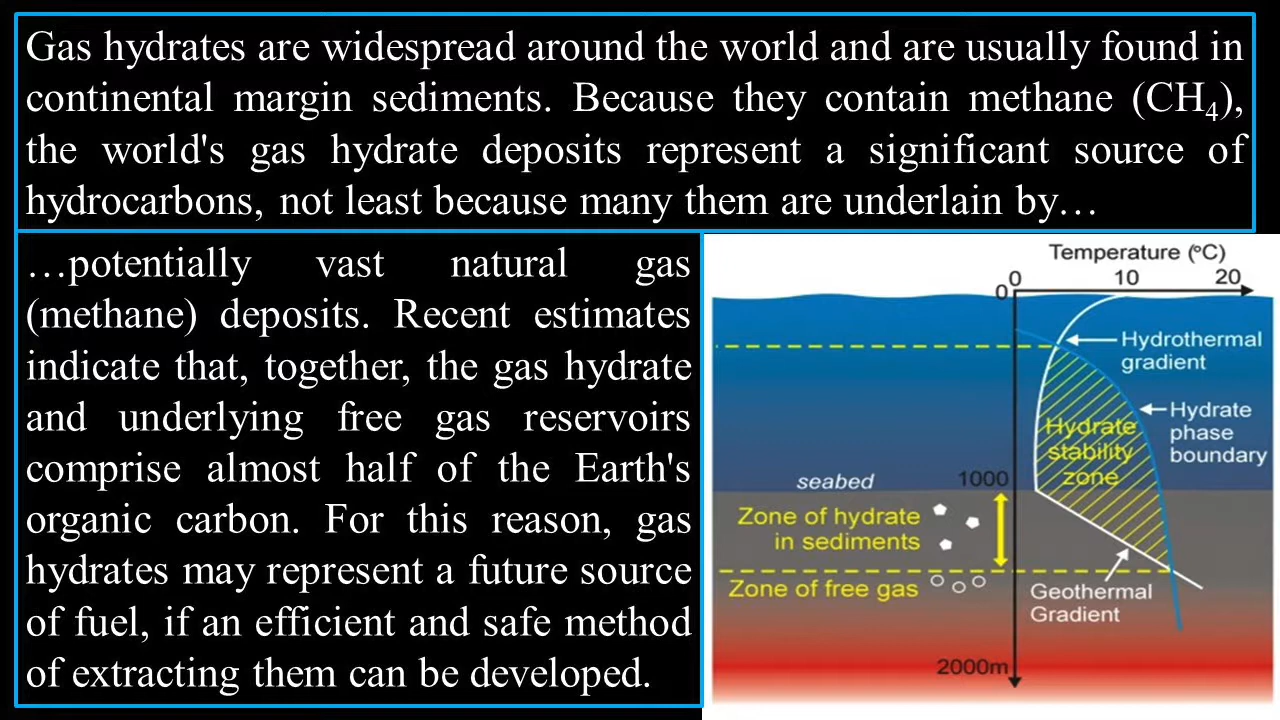 Gas hydrates are widespread around the world and are usually found in
continental margin sediments. Because they contain methane (CH₄),
the world's gas hydrate deposits represent a significant source of
hydrocarbons, not least because many them are underlain by…
…potentially vast natural gas
(methane) deposits. Recent estimates
indicate that, together, the gas hydrate
and underlying free gas reservoirs
comprise almost half of the Earth's
organic carbon. For this reason, gas
hydrates may represent a future source
of fuel, if an efficient and safe method
of extracting them can be developed.
Temperature (°C)
0 10 20
0
Hydrothermal
gradient
Hydrate
phase
boundary
Hydrate
stability
zone
seabed
1000
Zone of hydrate
in sediments
Zone of free gas
Geothermal
Gradient
2000m